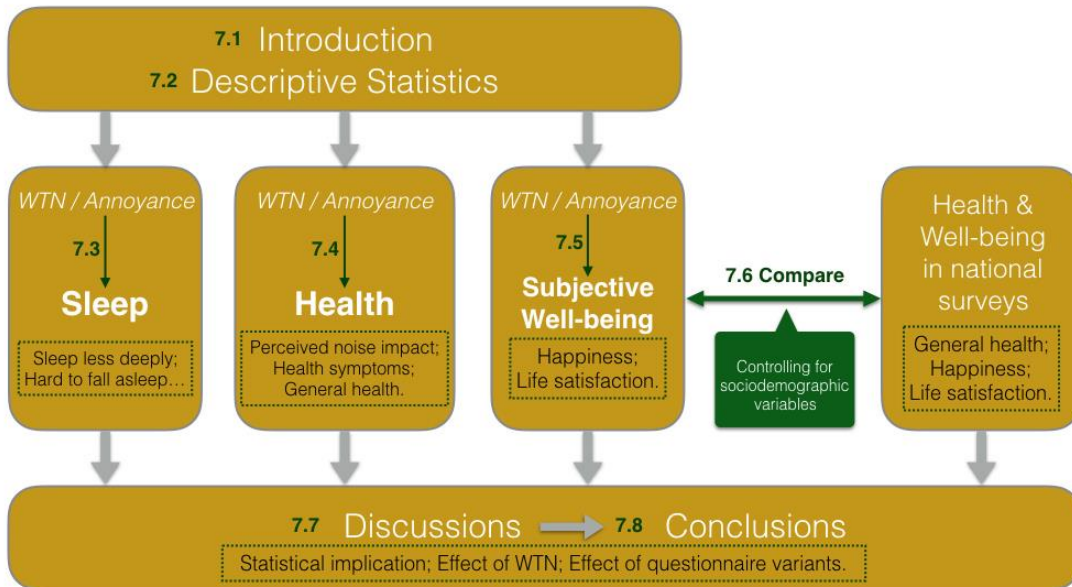 7.1 Introduction
7.2 Descriptive Statistics
WTN / Annoyance
7.3
Sleep
Sleep less deeply;
Hard to fall asleep…
WTN / Annoyance
7.4
Health
Perceived noise impact;
Health symptoms;
General health.
WTN / Annoyance
7.5
Subjective
Well-being
Happiness;
Life satisfaction.
7.6 Compare
Controlling for
sociodemographic
variables
Health &
Well-being
in national
surveys
General health;
Happiness;
Life satisfaction.
7.7 Discussions 7.8 Conclusions
Statistical implication; Effect of WTN; Effect of questionnaire variants.